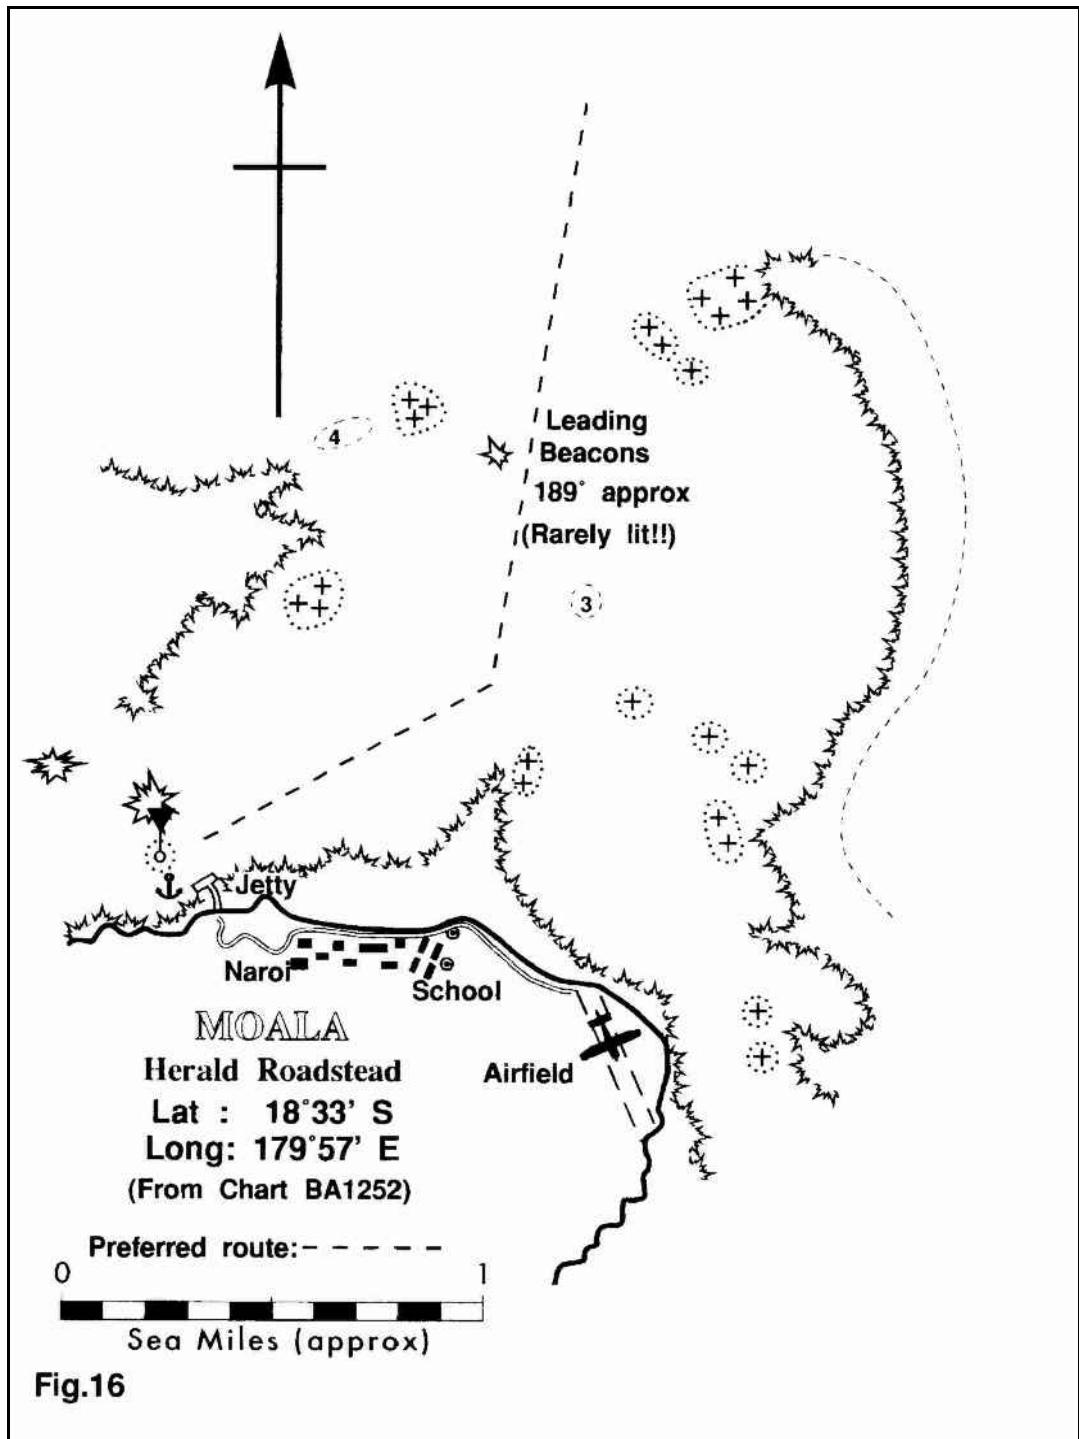 Leading
Beacons
189° approx
(Rarely lit!!)
4
3
Jetty
Naroi
School
MOALA
Herald Roadstead
Airfield
Lat : 18°33' S
Long: 179°57' E
(From Chart BA1252)
Preferred route:
0 1
Sea Miles (approx)
Fig.16